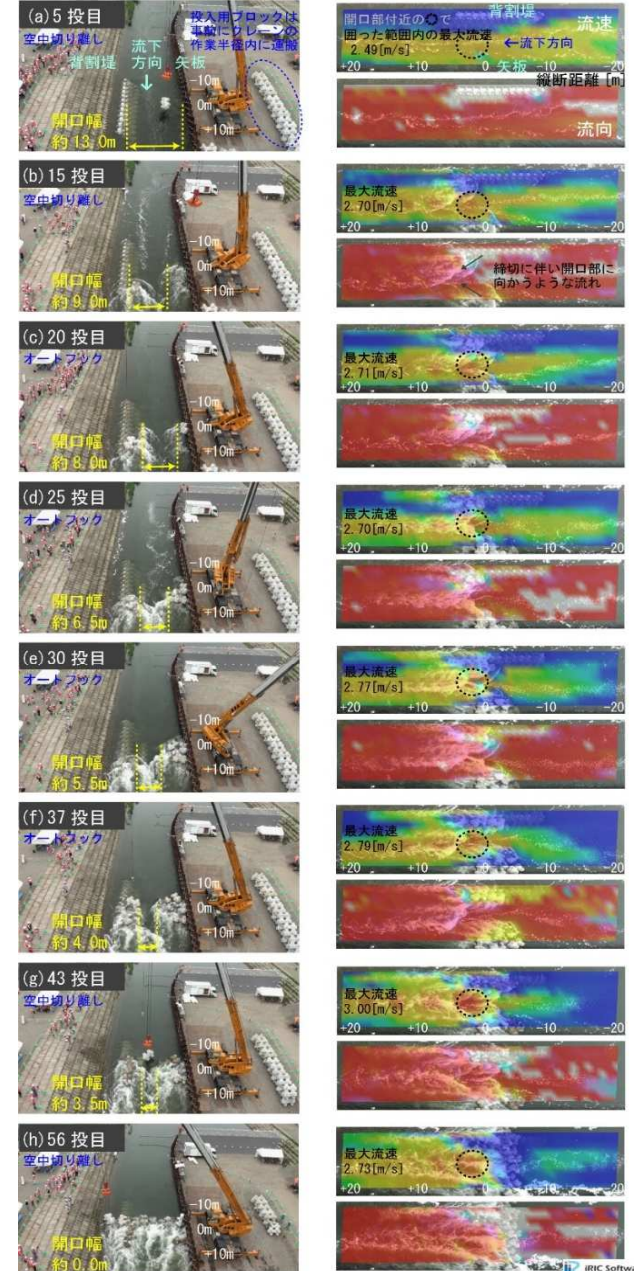 (a)5 投目
空中切り離し
投入用ブロックは
事前にクレーンの
作業半径内に運搬
流下
背割堤 方向 矢板
-10m
0m
+10m
開口幅
約13.0m
背割堤
開口部付近の で
囲った範囲内の最大流速
2.49[m/s]
流速
←流下方向
矢板
+20 +10 0 -10 -20
縦断距離 [m]
流向
(b)15 投目
空中切り離し
-10m
0m
+10m
開口幅
約9.0m
最大流速
2.70[m/s]
+20 +10 0 -10 -20
締切に伴い開口部に
向かうような流れ
(c)20 投目
オートフック
-10m
0m
+10m
開口幅
約8.0m
最大流速
2.71[m/s]
+20 +10 0 -10 -20
(d)25 投目
オートフック
-10m
0m
+10m
開口幅
約6.5m
最大流速
2.70[m/s]
+20 +10 0 -10 -20
(e)30 投目
オートフック
-10m
0m
+10m
開口幅
約5.5m
最大流速
2.77[m/s]
+20 +10 0 -10 -20
(f)37 投目
オートフック
-10m
0m
+10m
開口幅
約4.0m
最大流速
2.79[m/s]
+20 +10 0 -10 -20
(g)43 投目
空中切り離し
-10m
0m
+10m
開口幅
約3.5m
最大流速
3.00[m/s]
+20 +10 0 -10 -20
(h)56 投目
空中切り離し
-10m
0m
+10m
開口幅
約0.0m
最大流速
2.73[m/s]
+20 +10 0 -10 -20
iRIC Softwa